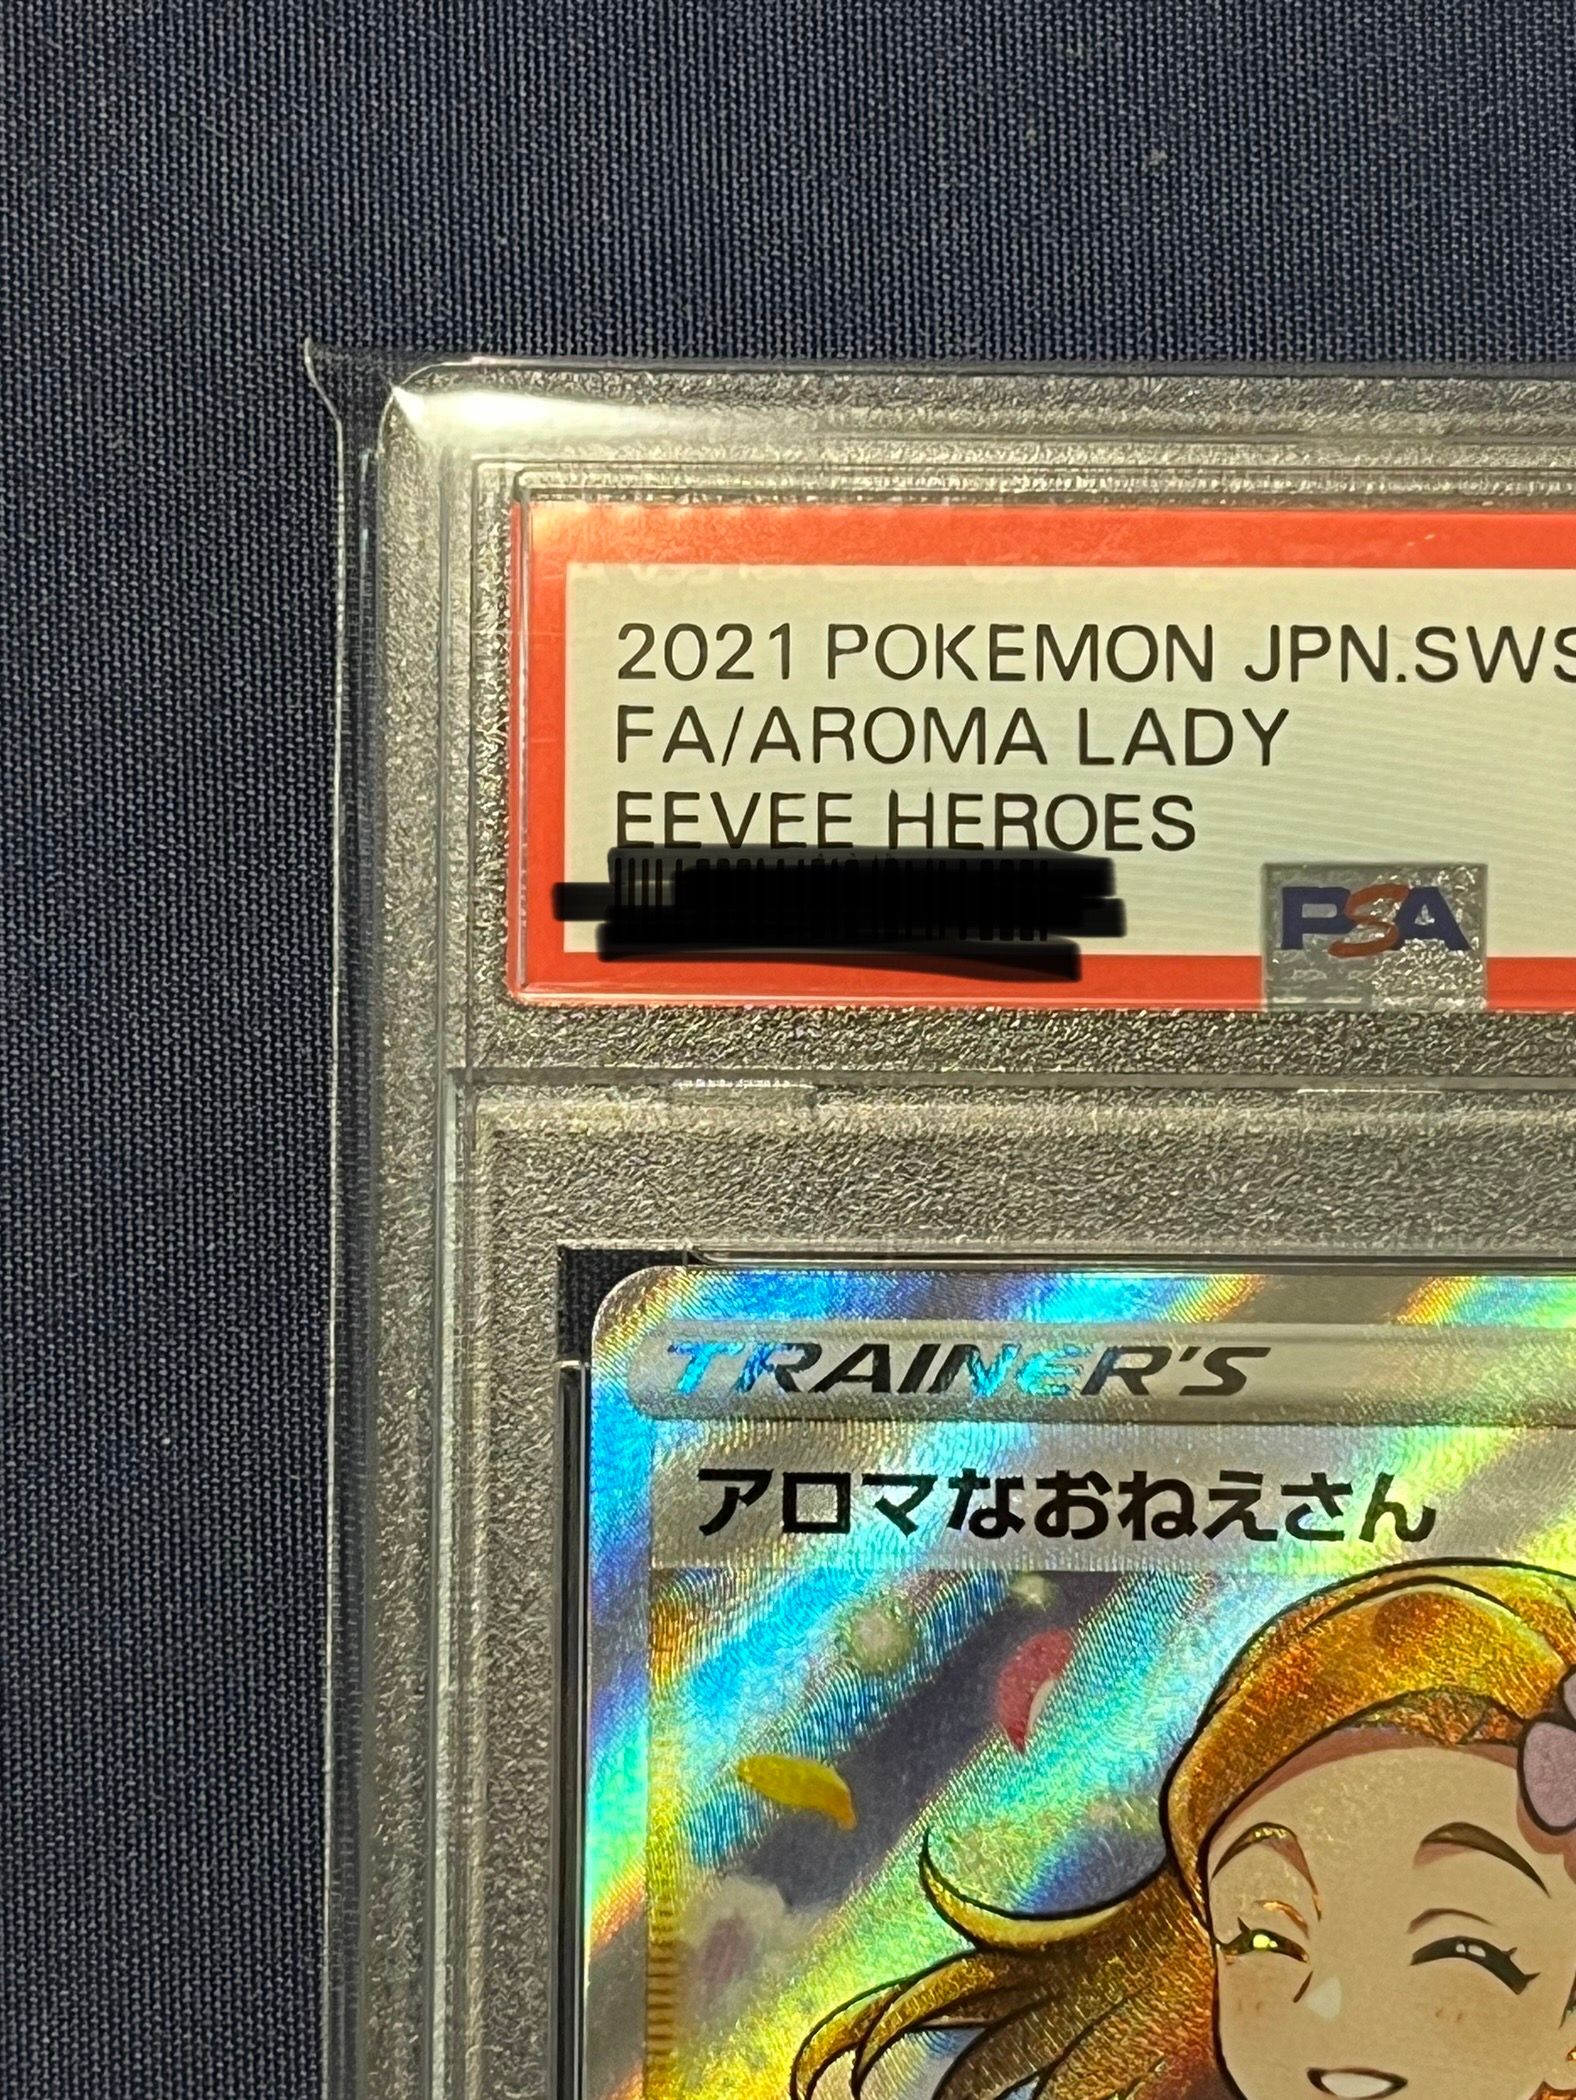 2021 POKEMON JPN.SWS
FA/AROMA LADY
EEVEE HEROES
PSA
TRAINER'S
アロマなおねえさん